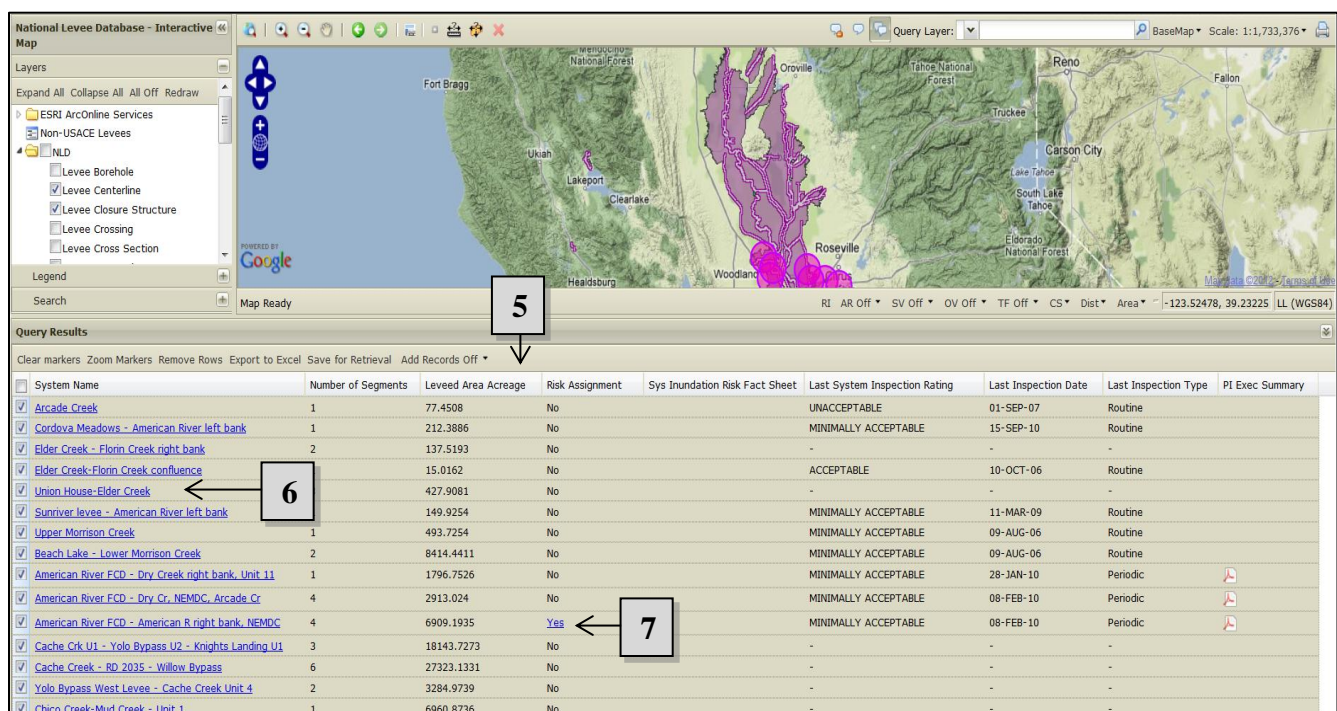 National Levee Database - Interactive
Map
Query Layer:
BaseMap
Scale: 1:1,733,376
Layers
Expand All Collapse All All Off Redraw
ESRI ArcOnline Services
Non-USACE Levees
NLD
Levee Borehole
Levee Centerline
Levee Closure Structure
Levee Crossing
Levee Cross Section
Legend
Search
Mendocino
National Forest
Fort Bragg
Oroville
Tahoe National
Forest
Reno
Fallon
Truckee
Ukiah
Carson City
Lakeport
Lake Tahoe
Clearlake
South Lake
Tahoe
Eldorado
National Forest
Roseville
Woodland
Healdsburg
POWERED BY
Google
Map data ©2012 - Terms of Use
Map Ready
RI AR Off SV Off OV Off TF Off CS Dist Area -123.52478, 39.23225 LL (WGS84)
5
Query Results
Clear markers Zoom Markers Remove Rows Export to Excel Save for Retrieval Add Records Off
System Name Number of Segments Leveed Area Acreage Risk Assignment Sys Inundation Risk Fact Sheet Last System Inspection Rating Last Inspection Date Last Inspection Type PI Exec Summary
Arcade Creek 1 77.4508 No UNACCEPTABLE 01-SEP-07 Routine
Cordova Meadows - American River left bank 1 212.3886 No MINIMALLY ACCEPTABLE 15-SEP-10 Routine
Elder Creek - Florin Creek right bank 2 137.5193 No - - -
Elder Creek-Florin Creek confluence 15.0162 No ACCEPTABLE 10-OCT-06 Routine
Union House-Elder Creek 427.9081 No - - -
6
Sunriver levee - American River left bank 149.9254 No MINIMALLY ACCEPTABLE 11-MAR-09 Routine
Upper Morrison Creek 1 493.7254 No MINIMALLY ACCEPTABLE 09-AUG-06 Routine
Beach Lake - Lower Morrison Creek 2 8414.4411 No MINIMALLY ACCEPTABLE 09-AUG-06 Routine
American River FCD - Dry Creek right bank, Unit 11 1 1796.7526 No MINIMALLY ACCEPTABLE 28-JAN-10 Periodic
American River FCD - Dry Cr, NEMDC, Arcade Cr 4 2913.024 No MINIMALLY ACCEPTABLE 08-FEB-10 Periodic
American River FCD - American R right bank, NEMDC 4 6909.1935 Yes MINIMALLY ACCEPTABLE 08-FEB-10 Periodic
7
Cache Crk U1 - Yolo Bypass U2 - Knights Landing U1 3 18143.7273 No - - -
Cache Creek - RD 2035 - Willow Bypass 6 27323.1331 No - - -
Yolo Bypass West Levee - Cache Creek Unit 4 2 3284.9739 No - - -
Chico Creek-Mud Creek - Unit 1 1 6960.8736 No